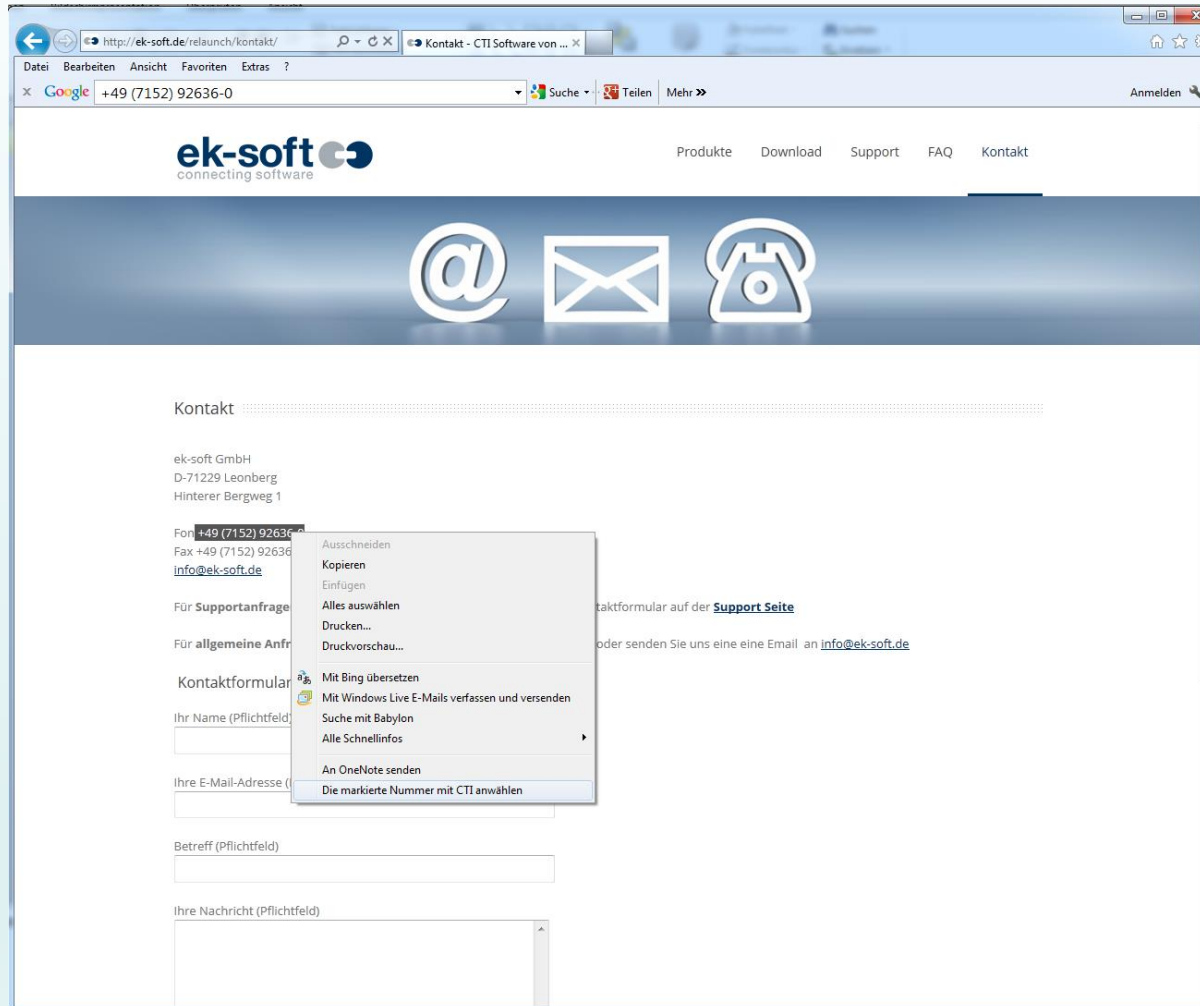 http://ek-soft.de/relaunch/kontakt/
Kontakt - CTI Software von ...
Datei Bearbeiten Ansicht Favoriten Extras ?
x Google +49 (7152) 92636-0 Suche Teilen Mehr >> Anmelden
ek-soft
connecting software
Produkte Download Support FAQ Kontakt
@
Kontakt
ek-soft GmbH
D-71229 Leonberg
Hinterer Bergweg 1
Fon +49 (7152) 92636-0
Fax +49 (7152) 92636
info@ek-soft.de
Für Supportanfrage
taktformular auf der Support Seite
Für allgemeine Anfr
oder senden Sie uns eine eine Email an info@ek-soft.de
Kontaktformular
Ihr Name (Pflichtfeld)
Ihre E-Mail-Adresse (
Betreff (Pflichtfeld)
Ihre Nachricht (Pflichtfeld)
Ausschneiden
Kopieren
Einfügen
Alles auswählen
Drucken...
Druckvorschau...
Mit Bing übersetzen
Mit Windows Live E-Mails verfassen und versenden
Suche mit Babylon
Alle Schnellinfos
An OneNote senden
Die markierte Nummer mit CTI anwählen